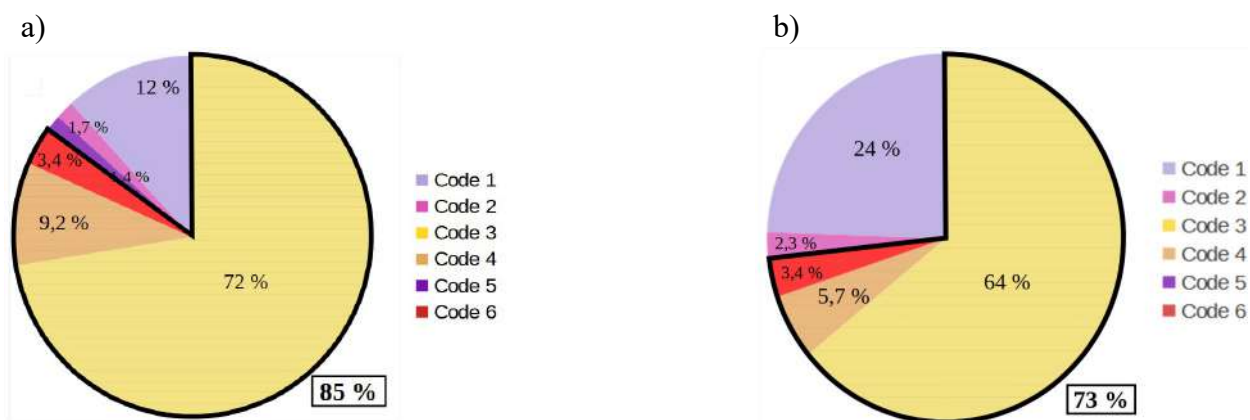 a)
12 %
1,7 %
3,4 %
9,2 %
72 %
85 %
Code 1
Code 2
Code 3
Code 4
Code 5
Code 6
b)
24 %
2,3 %
3,4 %
5,7 %
64 %
73 %
Code 1
Code 2
Code 3
Code 4
Code 5
Code 6